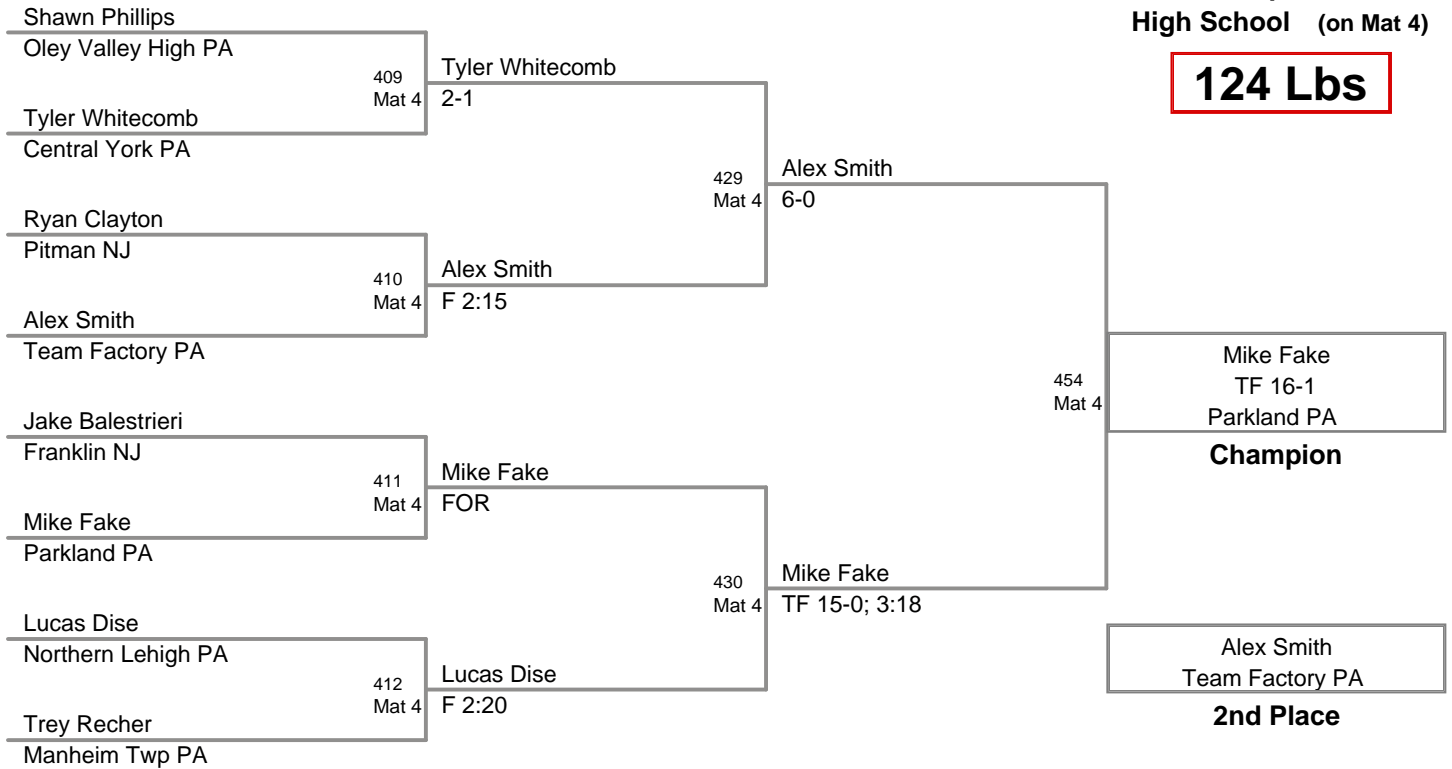 High School (on Mat 4)
124 Lbs
Shawn Phillips
Oley Valley High PA
409
Mat 4
Tyler Whitecomb
2-1
Tyler Whitecomb
Central York PA
429
Mat 4
Alex Smith
6-0
Ryan Clayton
Pitman NJ
410
Mat 4
Alex Smith
F 2:15
Alex Smith
Team Factory PA
454
Mat 4
Mike Fake
TF 16-1
Parkland PA
Champion
Jake Balestrieri
Franklin NJ
411
Mat 4
Mike Fake
FOR
Mike Fake
Parkland PA
430
Mat 4
Mike Fake
TF 15-0; 3:18
Lucas Dise
Northern Lehigh PA
412
Mat 4
Lucas Dise
F 2:20
Trey Recher
Manheim Twp PA
Alex Smith
Team Factory PA
2nd Place